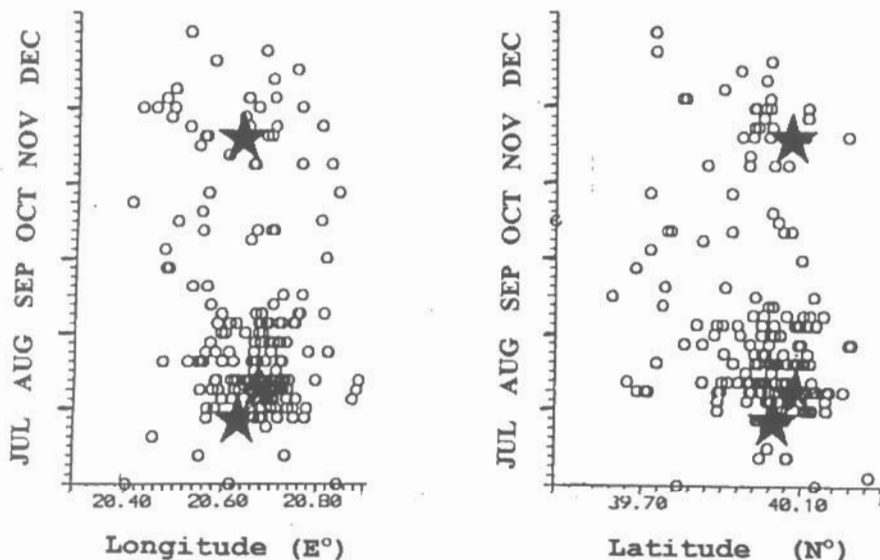 JUL AUG SEP OCT NOV DEC
20.40 20.60 20.80
Longitude (E°)
JUL AUG SEP OCT NOV DEC
39.70 40.10
Latitude (N°)